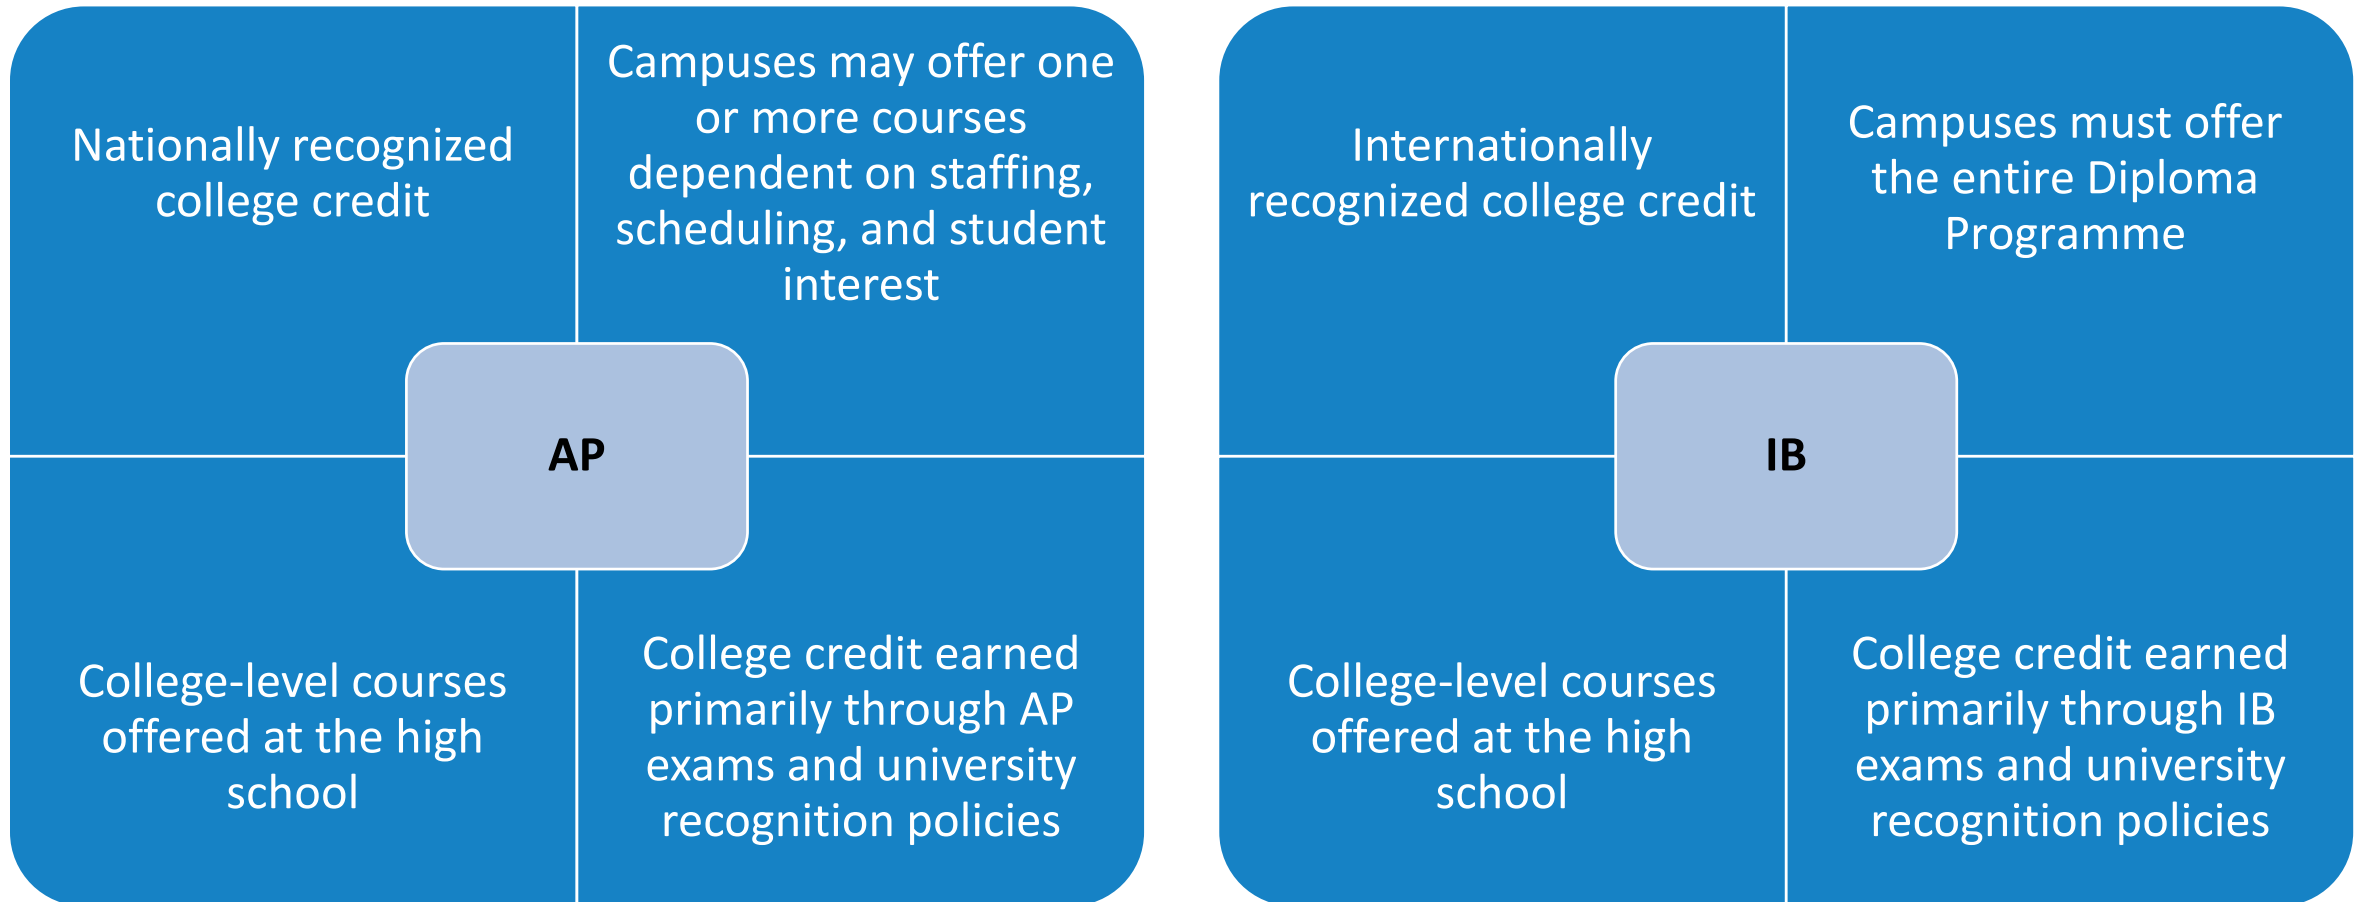 Nationally recognized
college credit
Campuses may offer one
or more courses
dependent on staffing,
scheduling, and student
interest
AP
College-level courses
offered at the high
school
College credit earned
primarily through AP
exams and university
recognition policies
Internationally
recognized college credit
Campuses must offer
the entire Diploma
Programme
IB
College-level courses
offered at the high
school
College credit earned
primarily through IB
exams and university
recognition policies